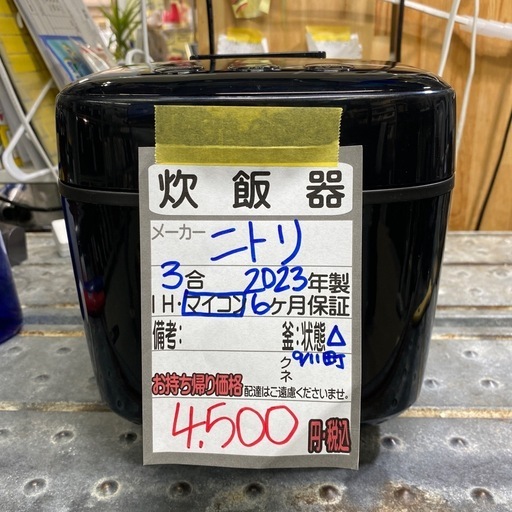 炊飯器
メーカー ニトリ
3合 2023年製
IH・マイコン 6ヶ月保証
備考: 釜:状態△
クネ
お持ち帰り価格 配達はご遠慮くださいませ。
4.500 円・税込